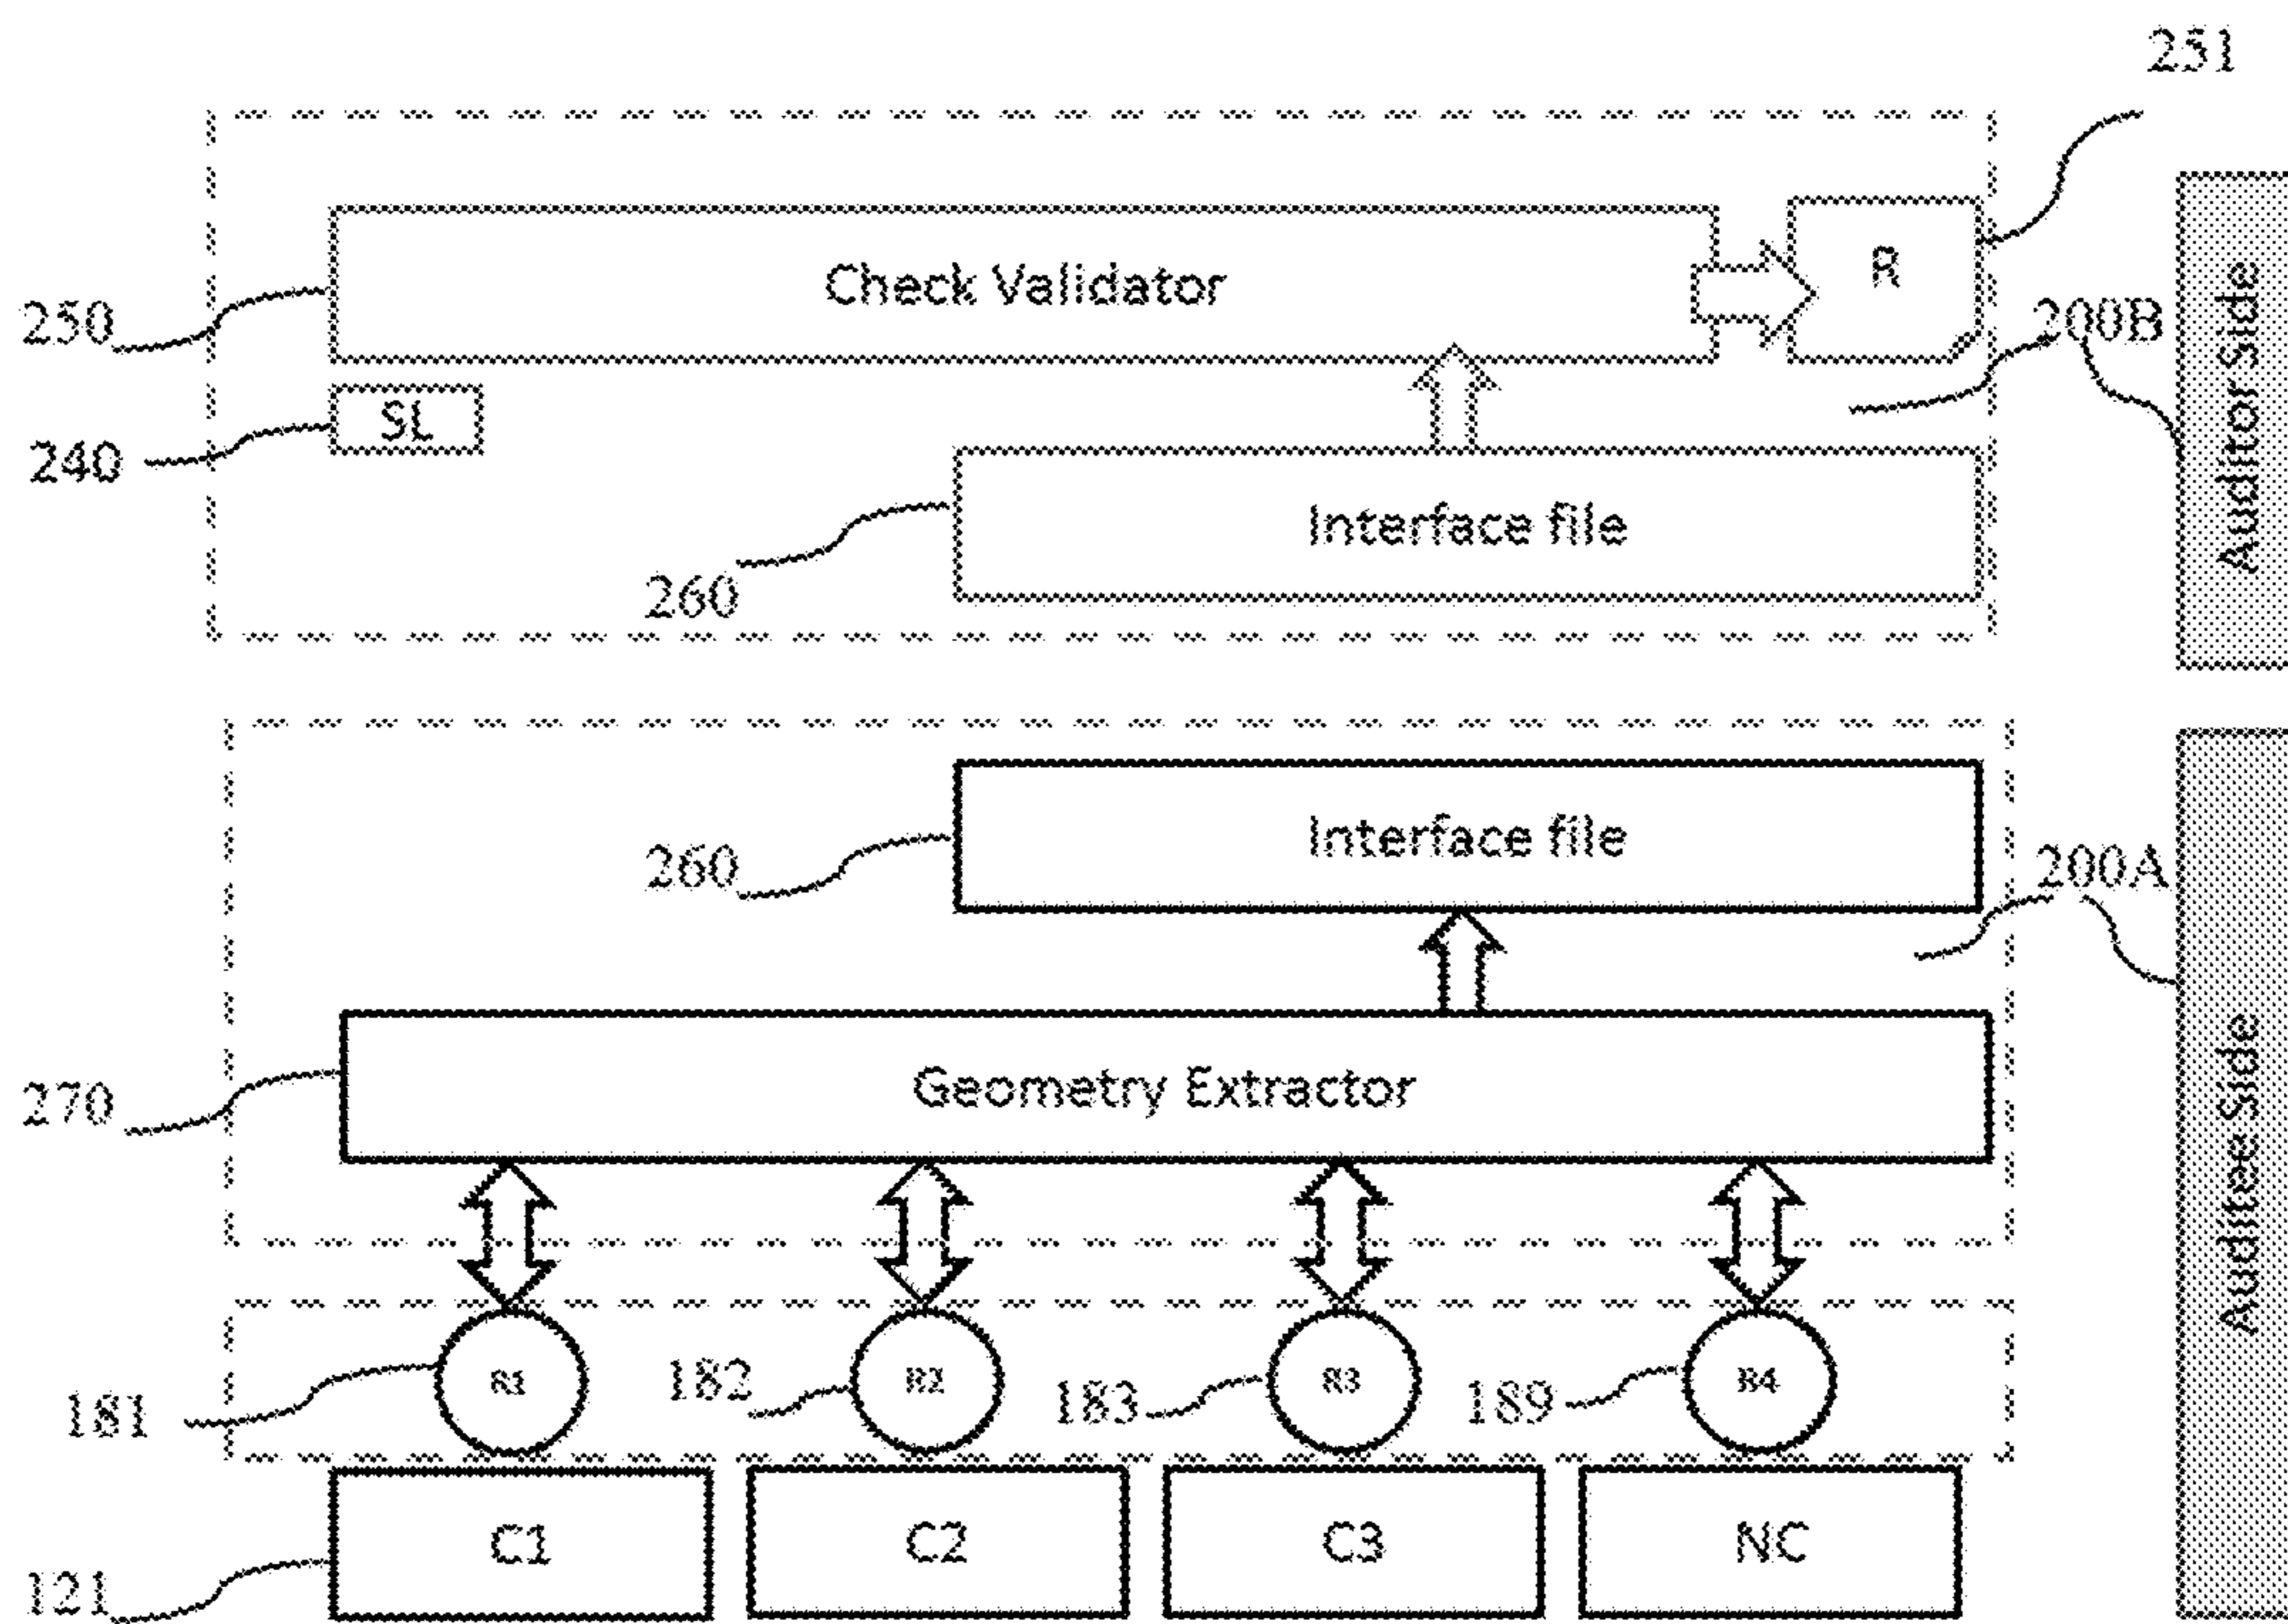 251
Check Validator
R
250
200B
Auditor Side
SL
240
Interface file
260
Interface file
260
200A
Geometry Extractor
270
Auditee Side
R1
182
R2
183
R3
189
R4
181
C1
C2
C3
NC
121